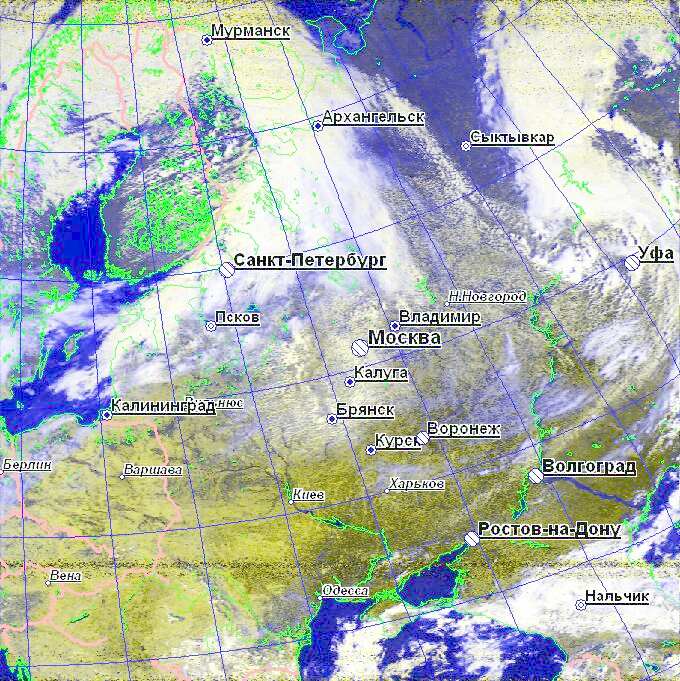 Мурманск
Архангельск
Сыктывкар
Санкт-Петербург
Уфа
Н.Новгород
Псков
Владимир
Москва
Калуга
Калининград
Брянск
Воронеж
Курск
Берлин
Варшава
Волгоград
Харьков
Киев
Ростов-на-Дону
Вена
Одесса
Нальчик